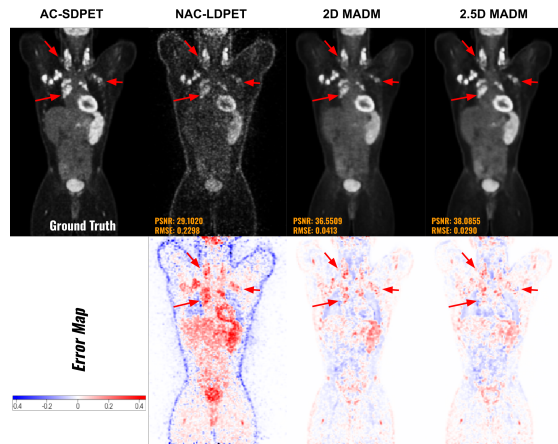 AC-SDPET NAC-LDPET 2D MADM 2.5D MADM
Ground Truth
PSNR: 29.1020
RMSE: 0.2298
PSNR: 36.5509
RMSE: 0.0413
PSNR: 38.0855
RMSE: 0.0290
Error Map
0.4 -0.2 0 0.2 0.4